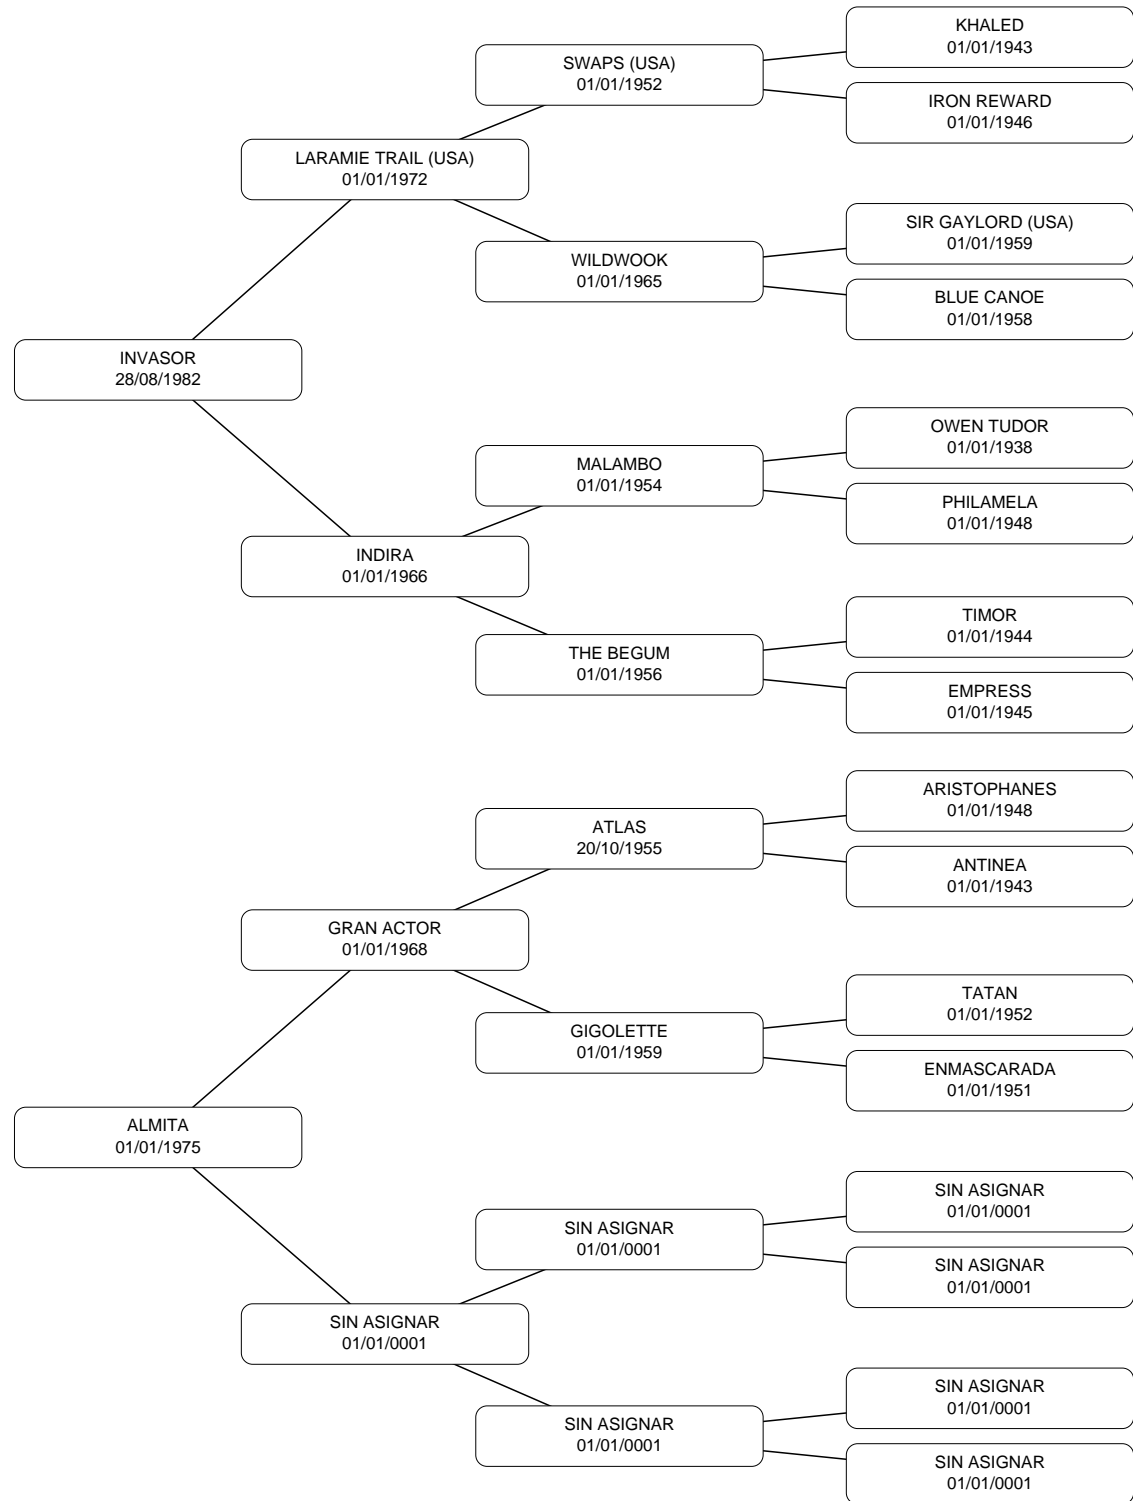 KHALED
01/01/1943
SWAPS (USA)
01/01/1952
IRON REWARD
01/01/1946
LARAMIE TRAIL (USA)
01/01/1972
SIR GAYLORD (USA)
01/01/1959
WILDWOOK
01/01/1965
BLUE CANOE
01/01/1958
INVASOR
28/08/1982
OWEN TUDOR
01/01/1938
MALAMBO
01/01/1954
PHILAMELA
01/01/1948
INDIRA
01/01/1966
TIMOR
01/01/1944
THE BEGUM
01/01/1956
EMPRESS
01/01/1945
ARISTOPHANES
01/01/1948
ATLAS
20/10/1955
ANTINEA
01/01/1943
GRAN ACTOR
01/01/1968
TATAN
01/01/1952
GIGOLETTE
01/01/1959
ENMASCARADA
01/01/1951
ALMITA
01/01/1975
SIN ASIGNAR
01/01/0001
SIN ASIGNAR
01/01/0001
SIN ASIGNAR
01/01/0001
SIN ASIGNAR
01/01/0001
SIN ASIGNAR
01/01/0001
SIN ASIGNAR
01/01/0001
SIN ASIGNAR
01/01/0001